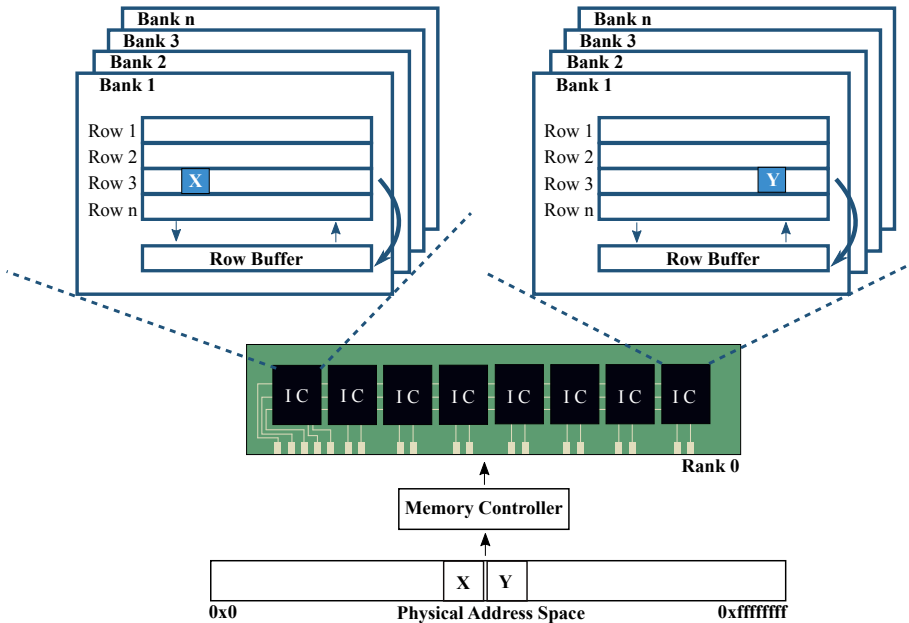 Bank n
Bank 3
Bank 2
Bank 1
Row 1
Row 2
Row 3
X
Row n
Row Buffer
Bank n
Bank 3
Bank 2
Bank 1
Row 1
Row 2
Row 3
Y
Row n
Row Buffer
I C I C I C I C I C I C I C I C
Rank 0
Memory Controller
X Y
0x0 Physical Address Space 0xffffffff